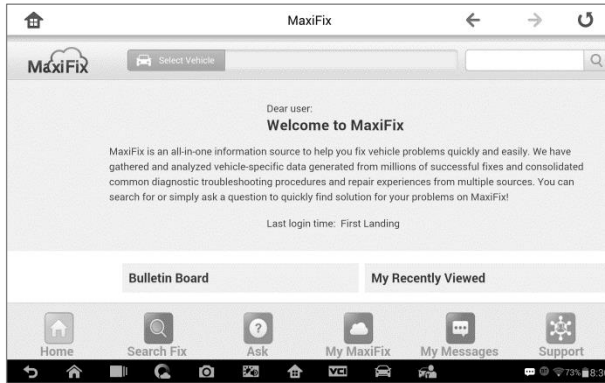 MaxiFix
MaxiFix
Select Vehicle
Dear user:
Welcome to MaxiFix
MaxiFix is an all-in-one information source to help you fix vehicle problems quickly and easily. We have
gathered and analyzed vehicle-specific data generated from millions of successful fixes and consolidated
common diagnostic troubleshooting procedures and repair experiences from multiple sources. You can
search for or simply ask a question to quickly find solution for your problems on MaxiFix!
Last login time: First Landing
Bulletin Board
My Recently Viewed
Home
Search Fix
Ask
My MaxiFix
My Messages
Support
VCI
73%